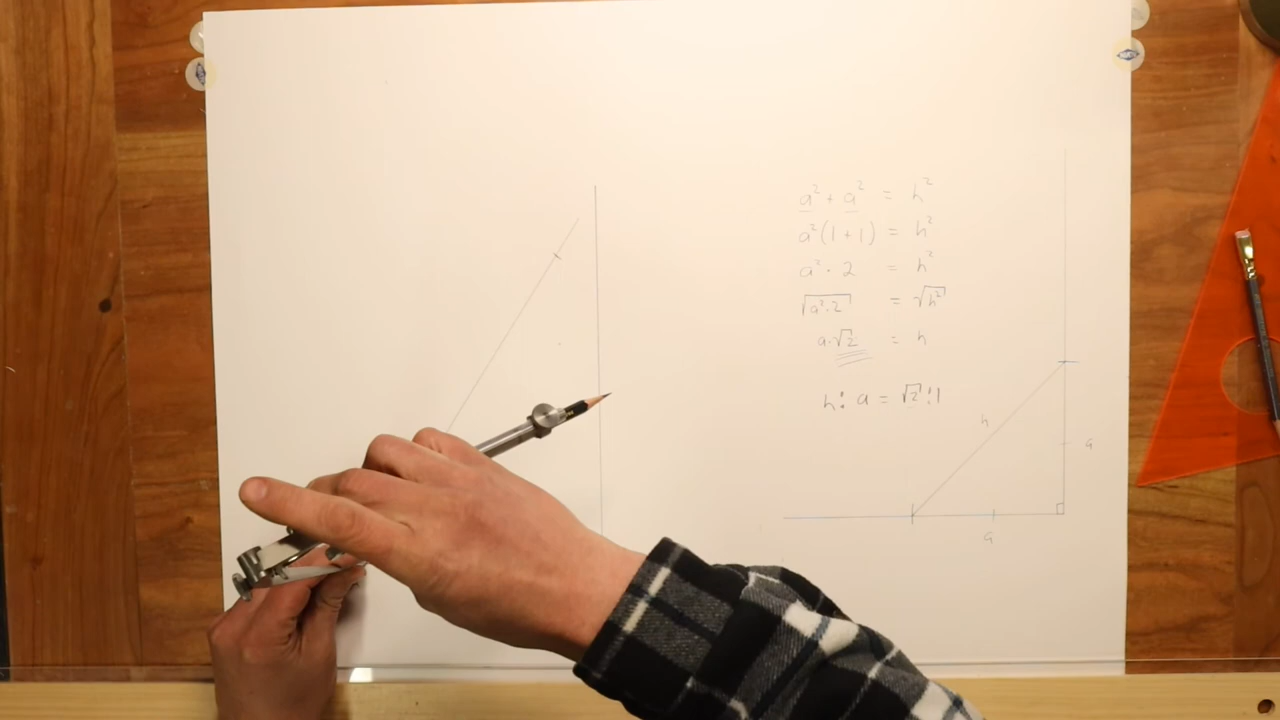 a² + a² = h²
a²(1+1) = h²
a² · 2 = h²
√a²·2 = √h²
a·√2 = h
h : a = √2 : 1
h
a
a